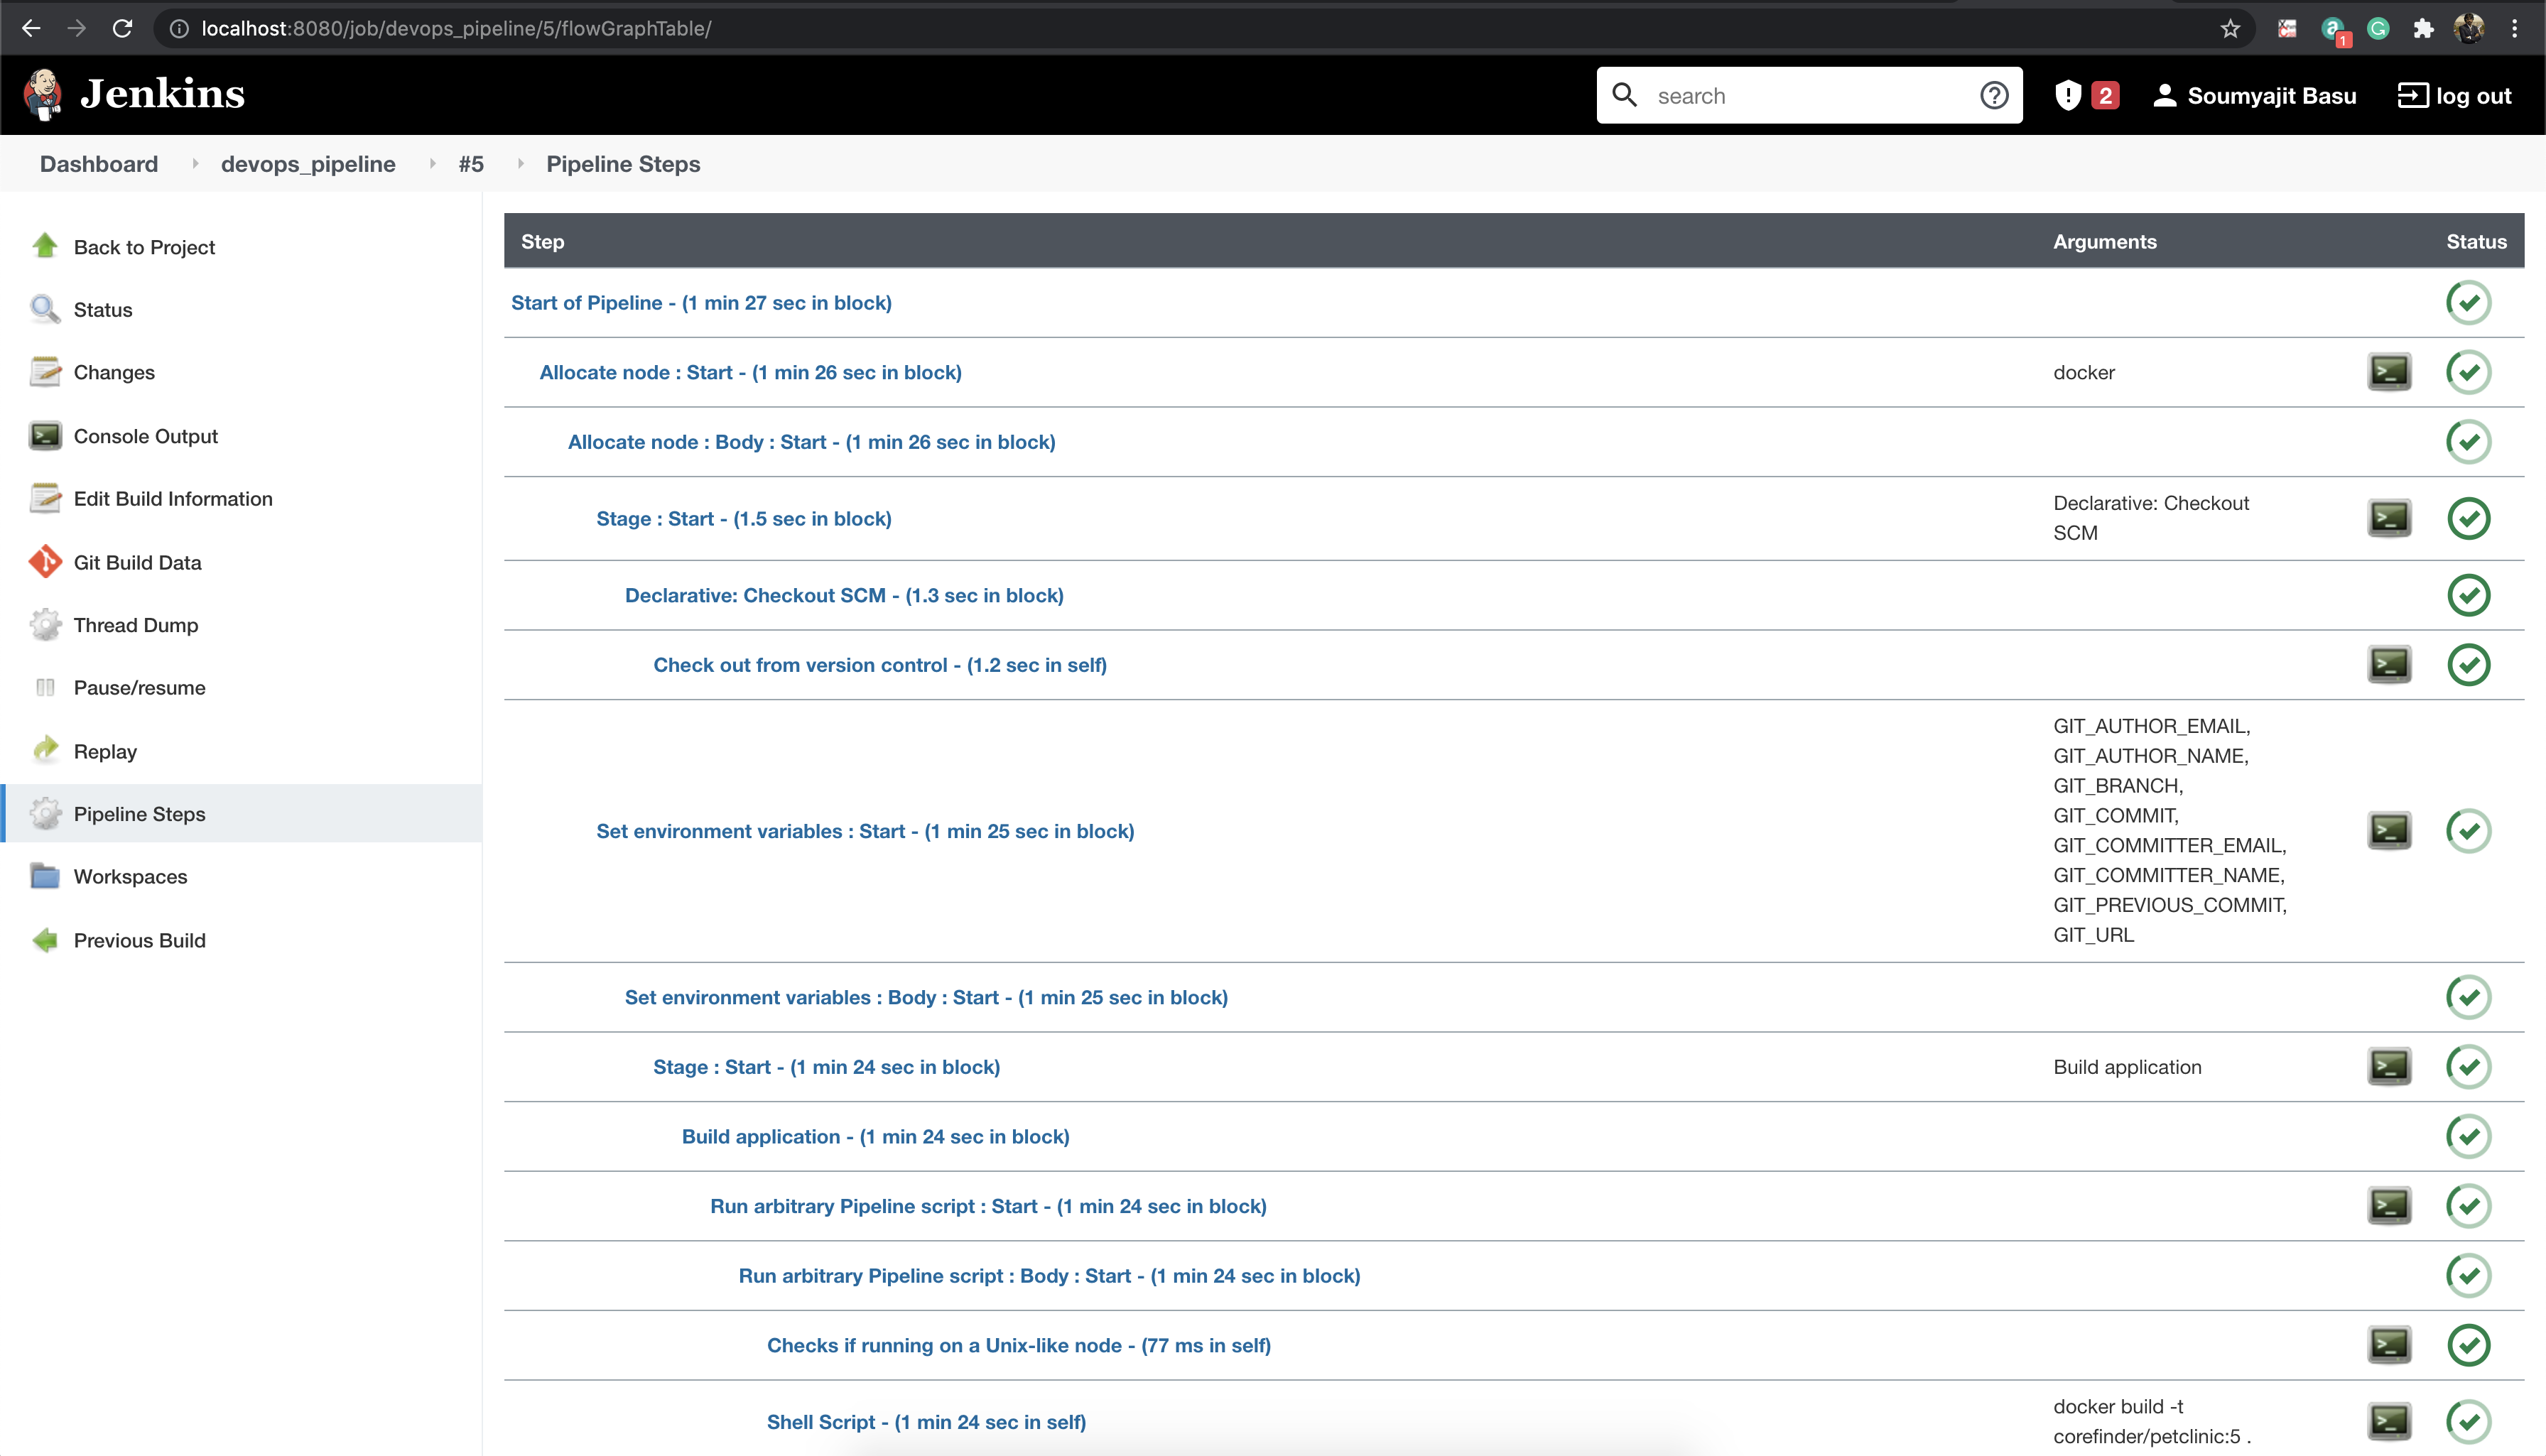 localhost:8080/job/devops_pipeline/5/flowGraphTable/
1
Jenkins
search
2
Soumyajit Basu
log out
Dashboard
devops_pipeline
#5
Pipeline Steps
Back to Project
Status
Changes
Console Output
Edit Build Information
Git Build Data
Thread Dump
Pause/resume
Replay
Pipeline Steps
Workspaces
Previous Build
Step Arguments Status
Start of Pipeline - (1 min 27 sec in block)
Allocate node : Start - (1 min 26 sec in block) docker
Allocate node : Body : Start - (1 min 26 sec in block)
Stage : Start - (1.5 sec in block)
Declarative: Checkout
SCM
Declarative: Checkout SCM - (1.3 sec in block)
Check out from version control - (1.2 sec in self)
Set environment variables : Start - (1 min 25 sec in block)
GIT_AUTHOR_EMAIL,
GIT_AUTHOR_NAME,
GIT_BRANCH,
GIT_COMMIT,
GIT_COMMITTER_EMAIL,
GIT_COMMITTER_NAME,
GIT_PREVIOUS_COMMIT,
GIT_URL
Set environment variables : Body : Start - (1 min 25 sec in block)
Stage : Start - (1 min 24 sec in block) Build application
Build application - (1 min 24 sec in block)
Run arbitrary Pipeline script : Start - (1 min 24 sec in block)
Run arbitrary Pipeline script : Body : Start - (1 min 24 sec in block)
Checks if running on a Unix-like node - (77 ms in self)
Shell Script - (1 min 24 sec in self)
docker build -t
corefinder/petclinic:5 .